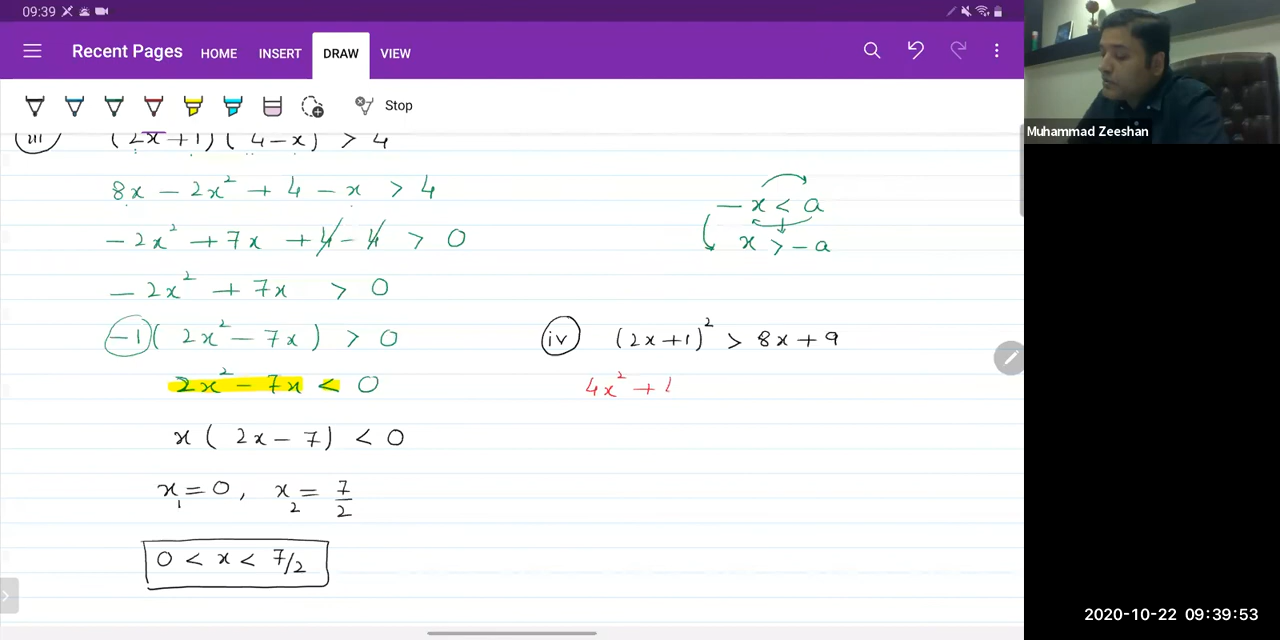 09:39
Recent Pages HOME INSERT DRAW VIEW
Stop
iii (2x+1)(4-x) > 4
8x - 2x² + 4 - x > 4
-2x² + 7x + 4 - 4 > 0
-2x² + 7x > 0
-1(2x² - 7x) > 0
2x² - 7x < 0
x(2x - 7) < 0
x₁ = 0, x₂ = 7/2
0 < x < 7/2
-x < a
x > -a
iv (2x+1)² > 8x + 9
4x² +
Muhammad Zeeshan
2020-10-22 09:39:53